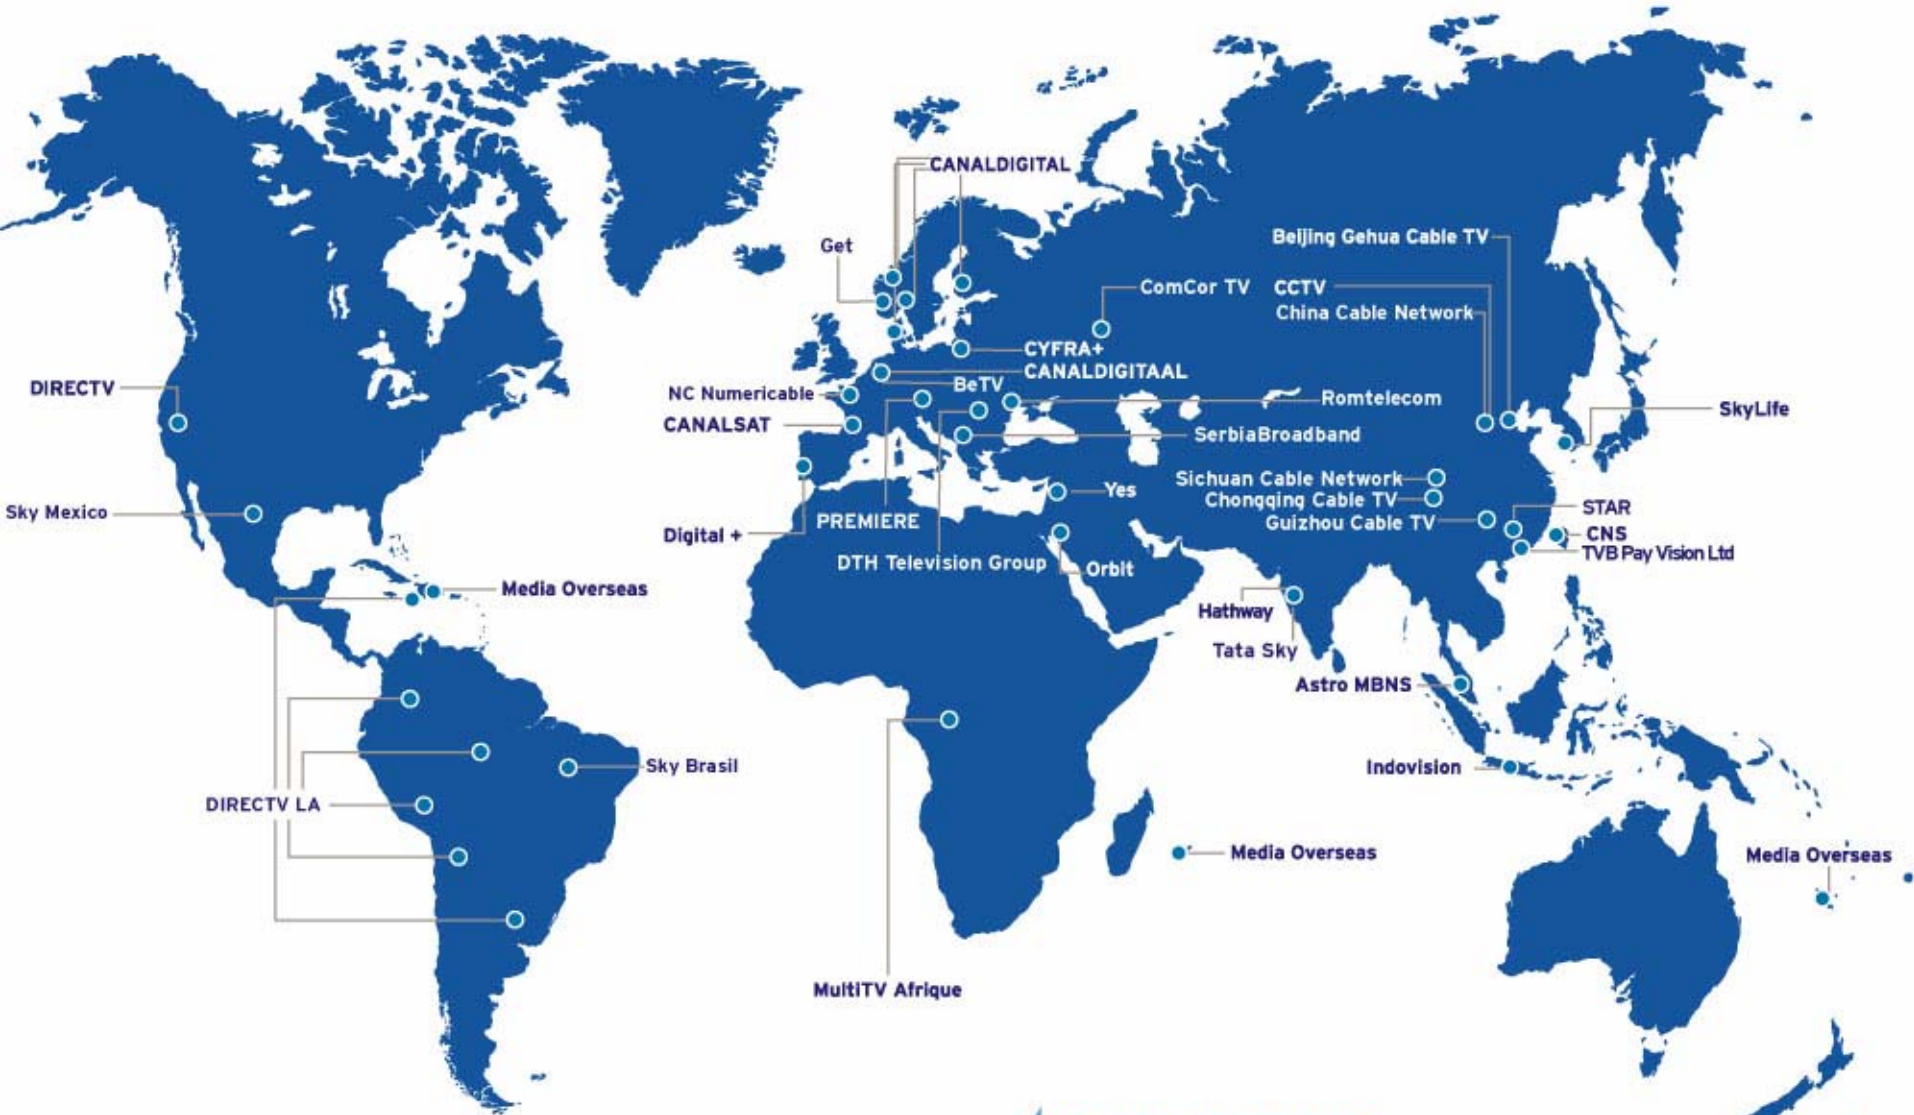 CANALDIGITAL
Get
Beijing Gehua Cable TV
ComCor TV
CCTV
China Cable Network
CYFRA+
CANALDIGITAAL
BeTV
DIRECTV
NC Numericable
Romtelecom
SkyLife
CANALSAT
SerbiaBroadband
Sichuan Cable Network
Yes
Chongqing Cable TV
STAR
Sky Mexico
PREMIERE
Guizhou Cable TV
Digital +
CNS
TVB Pay Vision Ltd
DTH Television Group
Orbit
Media Overseas
Hathway
Tata Sky
Astro MBNS
Sky Brasil
Indovision
DIRECTV LA
Media Overseas
Media Overseas
MultiTV Afrique